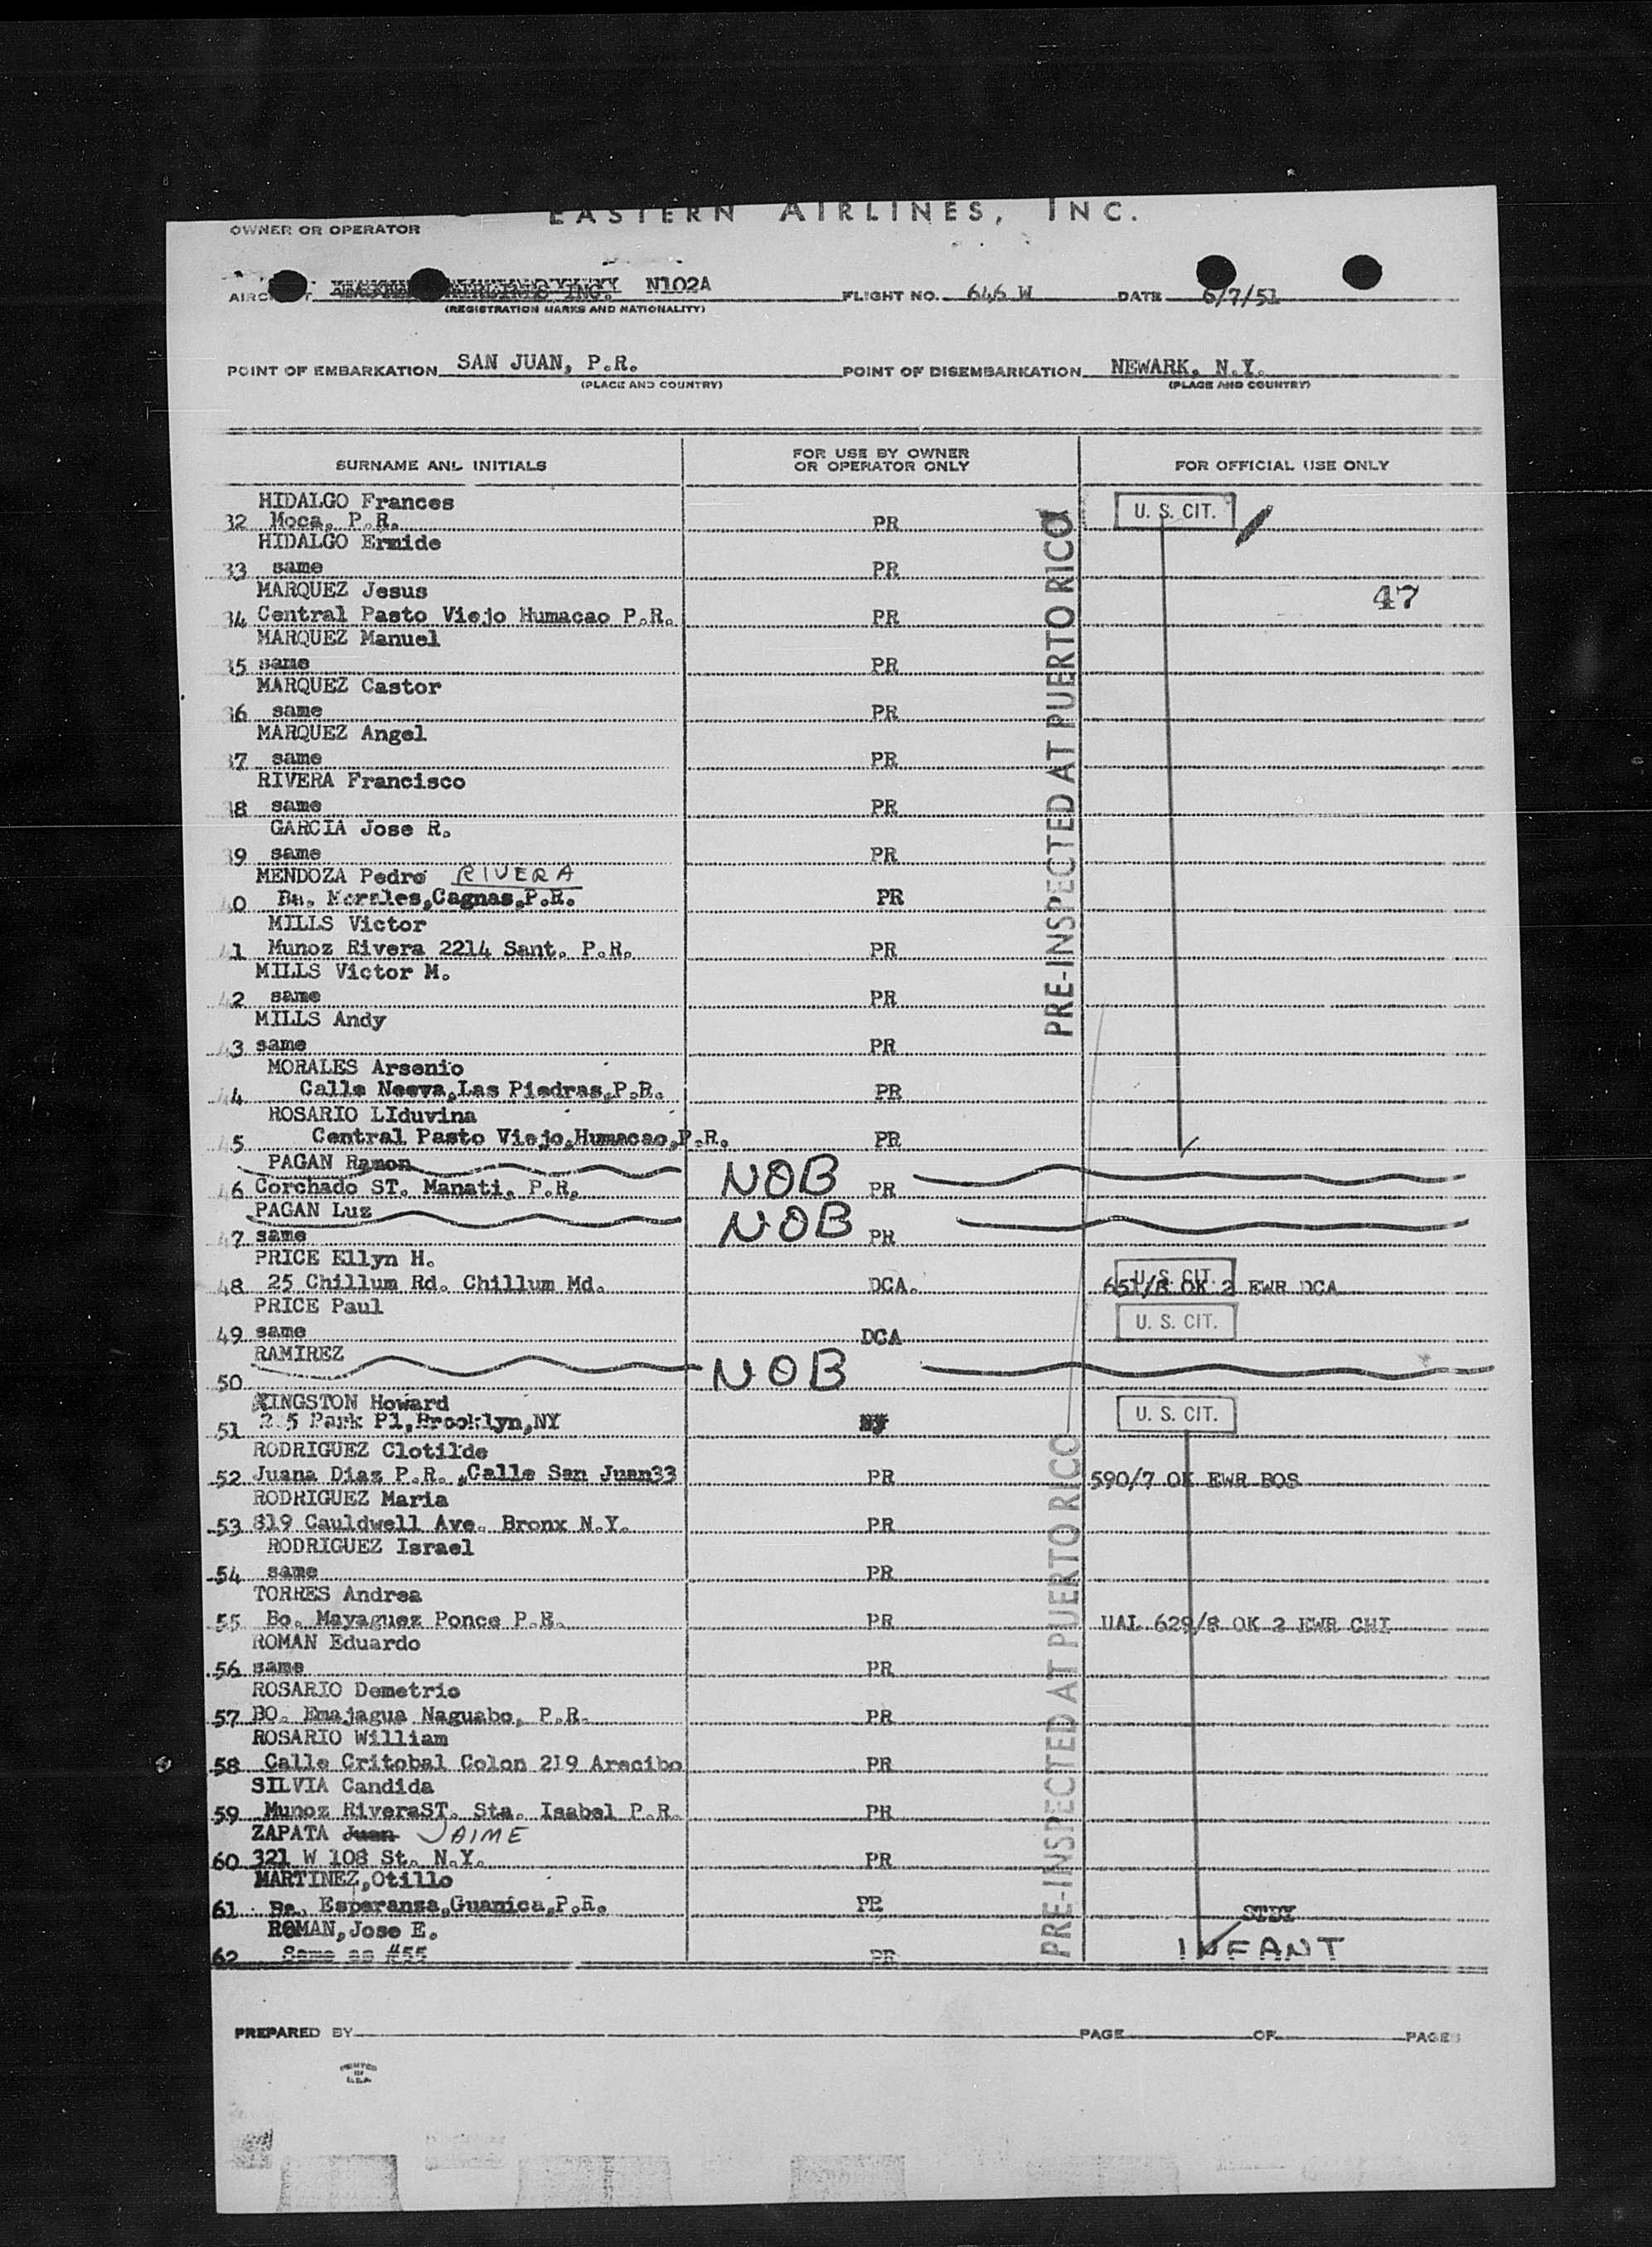 EASTERN AIRLINES, INC.
OWNER OR OPERATOR
N102A FLIGHT NO. 646 W DATE 6/7/51
(REGISTRATION MARKS AND NATIONALITY)
POINT OF EMBARKATION SAN JUAN, P.R. POINT OF DISEMBARKATION NEWARK, N.Y.
(PLACE AND COUNTRY) (PLACE AND COUNTRY)
SURNAME AND INITIALS FOR USE BY OWNER OR OPERATOR ONLY FOR OFFICIAL USE ONLY
HIDALGO Frances U. S. CIT.
32 Moca, P.R. PR
HIDALGO Ermide
33 same PR
MARQUEZ Jesus 47
34 Central Pasto Viejo Humacao P.R. PR
MARQUEZ Manuel
35 same PR
MARQUEZ Castor
36 same PR
MARQUEZ Angel
37 same PR
RIVERA Francisco
38 same PR
GARCIA Jose R.
39 same PR
MENDOZA Pedro RIVERA
40 Ba. Morales,Cagnas,P.R. PR
MILLS Victor
41 Munoz Rivera 2214 Sant. P.R. PR
MILLS Victor M.
42 same PR
MILLS Andy
43 same PR
MORALES Arsenio
44 Calle Neeva,Las Piedras,P.R. PR
ROSARIO LIduvina
45 Central Pasto Viejo,Humacao,P.R. PR
PRE-INSPECTED AT PUERTO RICO
PAGAN Ramon NOB
46 Corchado ST. Manati, P.R. PR
PAGAN Luz NOB
47 same PR
PRICE Ellyn H. U. S. CIT.
48 25 Chillum Rd. Chillum Md. DCA. 651/8 OK 2 EWR DCA
PRICE Paul U. S. CIT.
49 same DCA
RAMIREZ NOB
50
KINGSTON Howard U. S. CIT.
51 Park Pl,Brooklyn,NY NY
RODRIGUEZ Clotilde
52 Juana Diaz P.R. ,Calle San Juan33 PR 590/7 OK EWR BOS
RODRIGUEZ Maria
53 819 Cauldwell Ave. Bronx N.Y. PR
RODRIGUEZ Israel
54 same PR
TORRES Andrea
55 Bo. Mayaguez Ponce P.R. PR UAL 629/8 OK 2 EWR CHI
ROMAN Eduardo
56 same PR
ROSARIO Demetrio
57 BO. Emajagua Naguabo, P.R. PR
ROSARIO William
58 Calle Critobal Colon 219 Arecibo PR
SILVIA Candida
59 Munoz RiveraST. Sta. Isabel P.R. PR
ZAPATA Juan JAIME
60 321 W 108 St. N.Y. PR
MARTINEZ,Otillo
61 Ba. Esperanza,Guanica,P.R. PR STBY
ROMAN,Jose E.
62 Same as #55 PR INFANT
PRE-INSPECTED AT PUERTO RICO
PREPARED BY PAGE OF PAGES
PRINTED
IN
U.S.A.